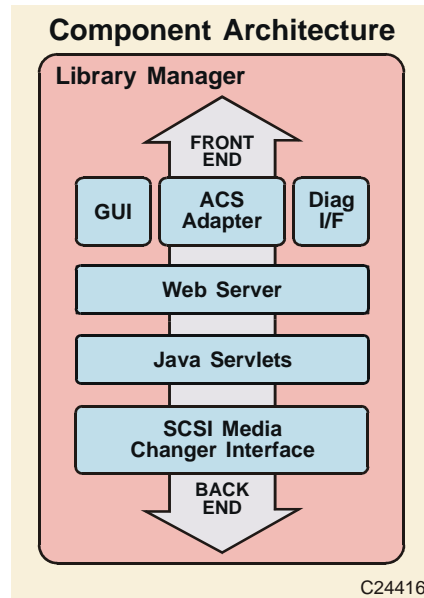 Component Architecture
Library Manager
FRONT
END
GUI
ACS
Adapter
Diag
I/F
Web Server
Java Servlets
SCSI Media
Changer Interface
BACK
END
C24416